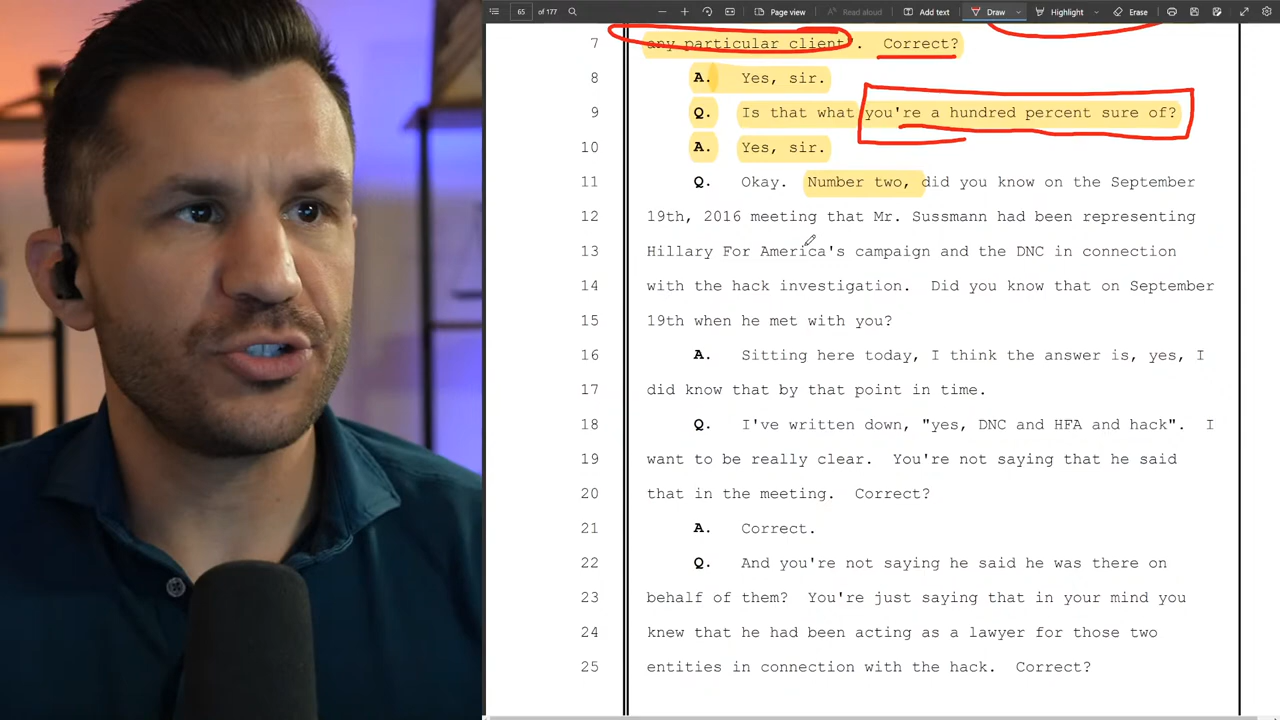 65 of 177
Page view
Read aloud
Add text
Draw
Highlight
Erase
7 any particular client". Correct?
8 A. Yes, sir.
9 Q. Is that what you're a hundred percent sure of?
10 A. Yes, sir.
11 Q. Okay. Number two, did you know on the September
12 19th, 2016 meeting that Mr. Sussmann had been representing
13 Hillary For America's campaign and the DNC in connection
14 with the hack investigation. Did you know that on September
15 19th when he met with you?
16 A. Sitting here today, I think the answer is, yes, I
17 did know that by that point in time.
18 Q. I've written down, "yes, DNC and HFA and hack". I
19 want to be really clear. You're not saying that he said
20 that in the meeting. Correct?
21 A. Correct.
22 Q. And you're not saying he said he was there on
23 behalf of them? You're just saying that in your mind you
24 knew that he had been acting as a lawyer for those two
25 entities in connection with the hack. Correct?